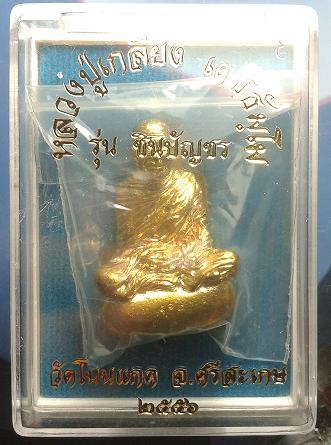 หลวงปู่เกลี้ยง เตชธมฺโม
รุ่น ชินบัญชร
วัดโนนแกด จ.ศรีสะเกษ
๒๕๕๖